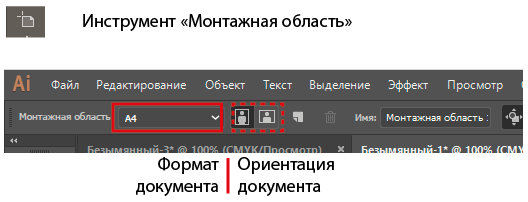 Инструмент «Монтажная область»
Ai Файл Редактирование Объект Текст Выделение Эффект Просмотр
Монтажная область A4 Имя: Монтажная область
Безымянный-3* @ 100% (CMYK/Просмотр) × Безымянный-1* @ 100% (CMYK/
Формат Ориентация
документа документа